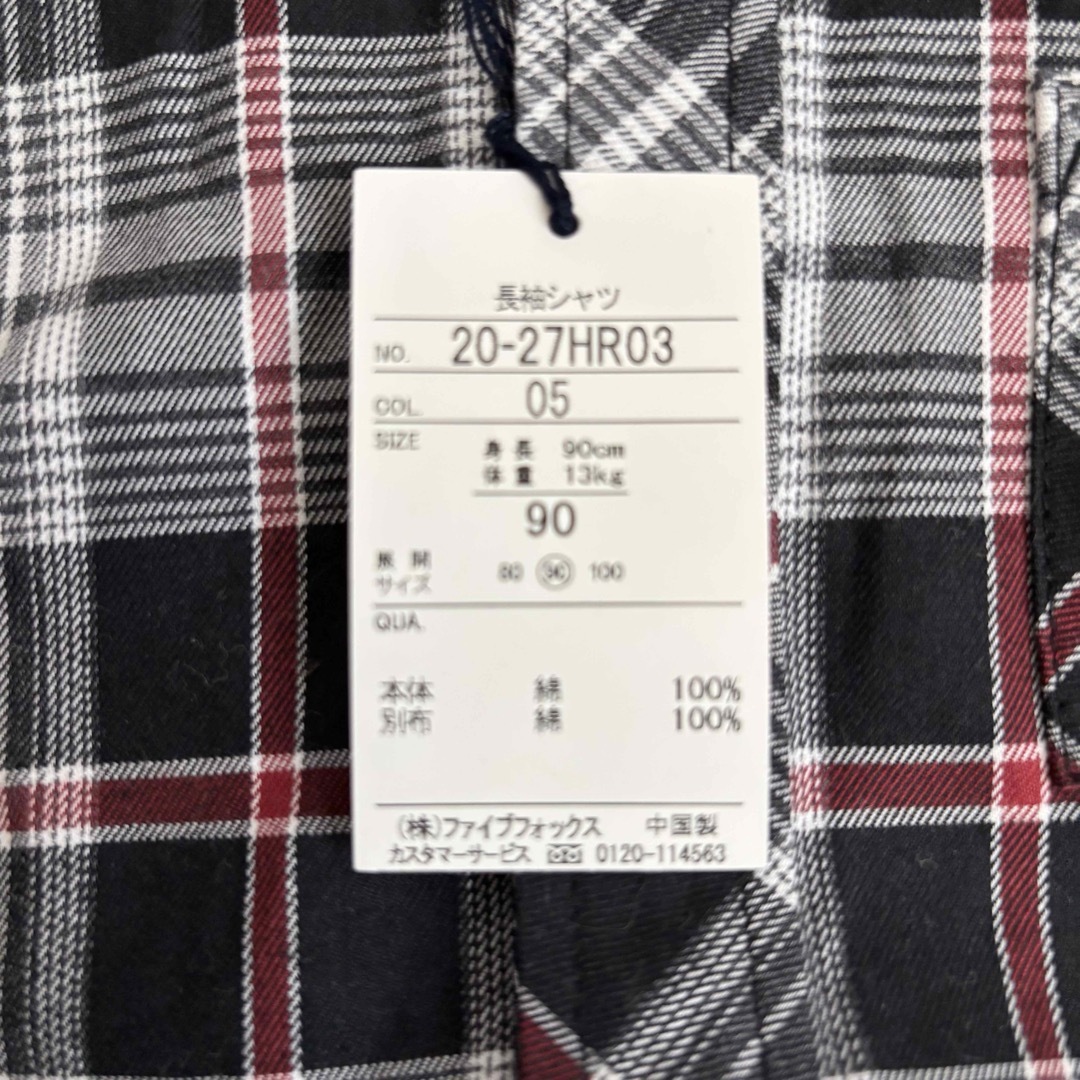 長袖シャツ
NO. 20-27HR03
COL. 05
SIZE 身長 90cm
体重 13kg
90
展開サイズ 80 90 100
QUA.
本体 綿 100%
別布 綿 100%
(株)ファイブフォックス 中国製
カスタマーサービス 0120-114563